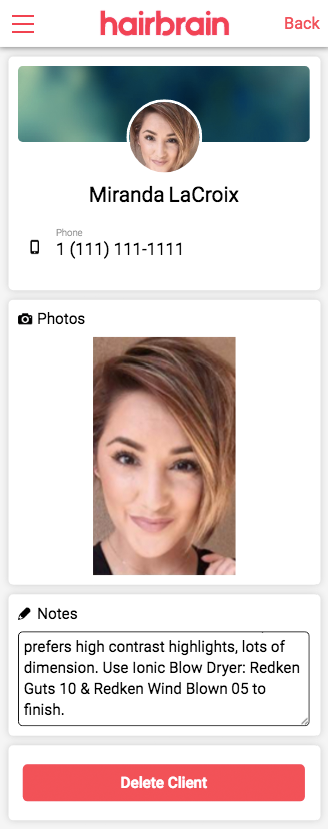 hairbrain
Back
Miranda LaCroix
Phone
1 (111) 111-1111
Photos
Notes
prefers high contrast highlights, lots of
dimension. Use Ionic Blow Dryer: Redken
Guts 10 & Redken Wind Blown 05 to
finish.
Delete Client